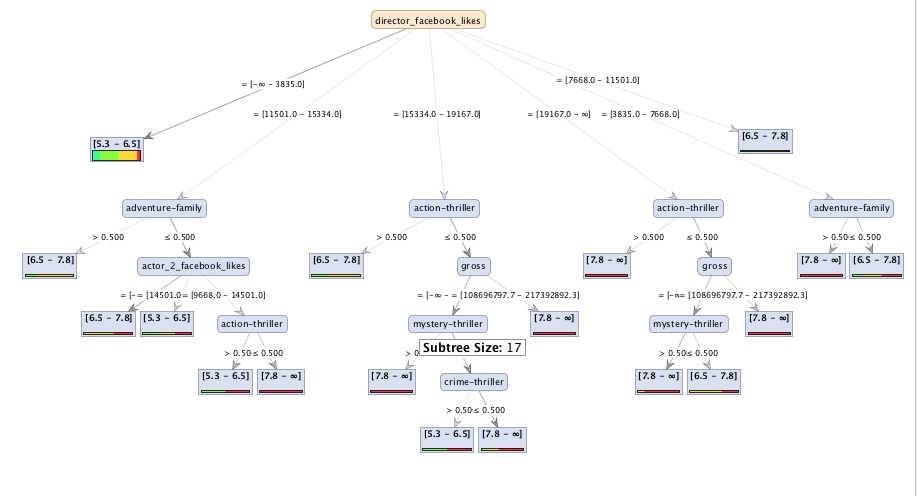 director_facebook_likes
= [7668.0 - 11501.0]
= [-∞ - 3835.0]
= [11501.0 - 15334.0]
= [15334.0 - 19167.0]
= [19167.0 - ∞]
= [3835.0 - 7668.0]
[5.3 - 6.5]
[6.5 - 7.8]
adventure-family
action-thriller
action-thriller
adventure-family
> 0.500
≤ 0.500
> 0.500
≤ 0.500
> 0.500
≤ 0.500
> 0.50
≤ 0.500
[6.5 - 7.8]
actor_2_facebook_likes
[6.5 - 7.8]
gross
[7.8 - ∞]
gross
[7.8 - ∞]
[6.5 - 7.8]
= [-
= [14501.0
= [9668.0 - 14501.0]
= [-∞ -
= [108696797.7 - 217392892.3]
= [-∞
= [108696797.7 - 217392892.3]
[6.5 - 7.8]
[5.3 - 6.5]
action-thriller
mystery-thriller
[7.8 - ∞]
mystery-thriller
[7.8 - ∞]
Subtree Size: 17
> 0.50
≤ 0.500
> 0
> 0.50
≤ 0.500
[5.3 - 6.5]
[7.8 - ∞]
[7.8 - ∞]
crime-thriller
[7.8 - ∞]
[6.5 - 7.8]
> 0.50
≤ 0.500
[5.3 - 6.5]
[7.8 - ∞]